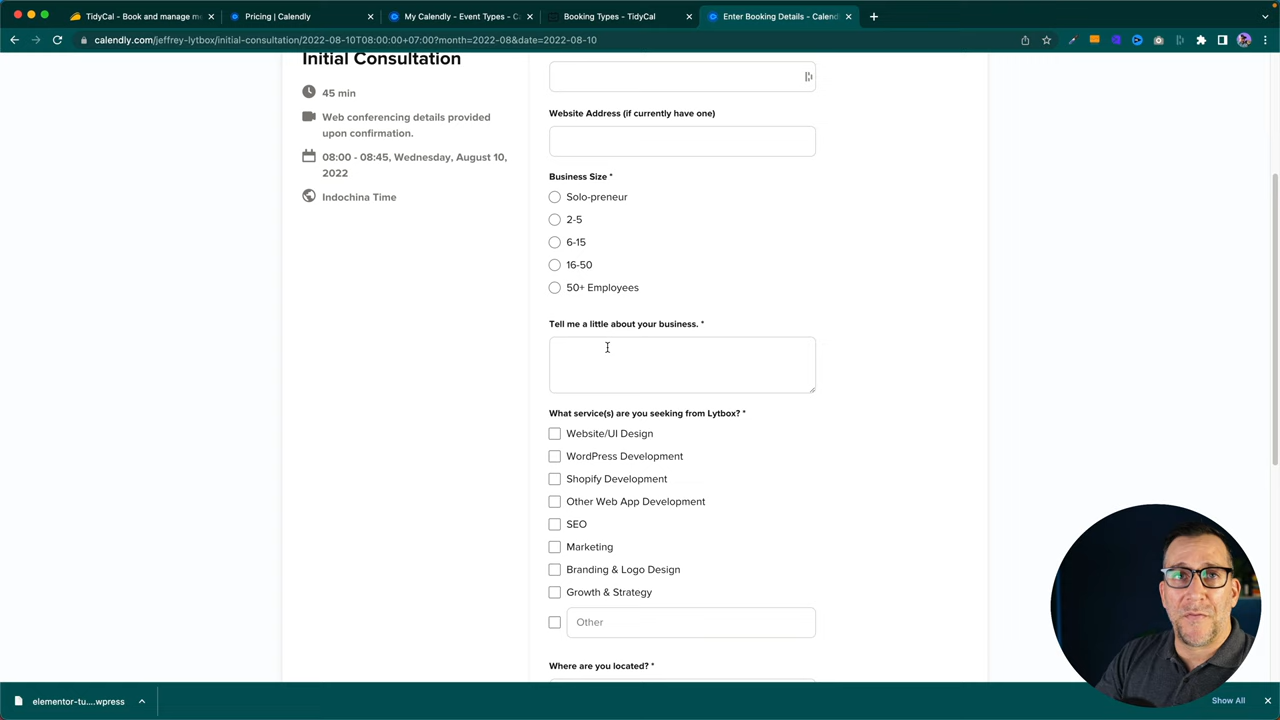 TidyCal - Book and manage me
Pricing | Calendly
My Calendly - Event Types - Ca
Booking Types - TidyCal
Enter Booking Details - Calend
calendly.com/jeffrey-lytbox/initial-consultation/2022-08-10T08:00:00+07:00?month=2022-08&date=2022-08-10
Initial Consultation
45 min
Web conferencing details provided
upon confirmation.
08:00 - 08:45, Wednesday, August 10,
2022
Indochina Time
Website Address (if currently have one)
Business Size *
Solo-preneur
2-5
6-15
16-50
50+ Employees
Tell me a little about your business. *
What service(s) are you seeking from Lytbox? *
Website/UI Design
WordPress Development
Shopify Development
Other Web App Development
SEO
Marketing
Branding & Logo Design
Growth & Strategy
Other
Where are you located? *
elementor-tu....wpress
Show All